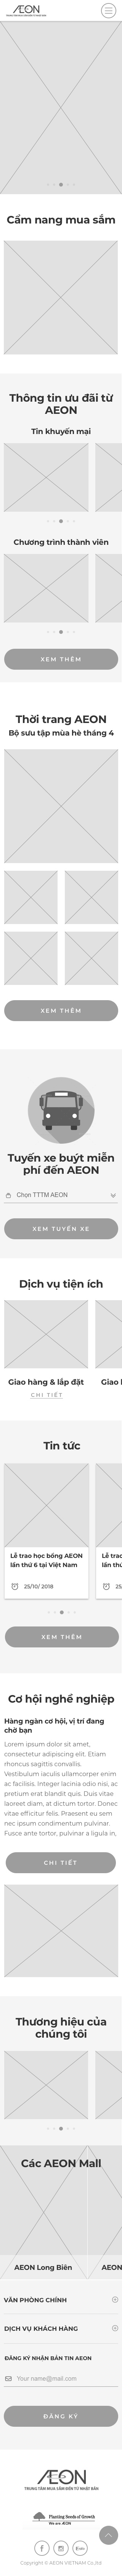 ÆON
TRUNG TÂM MUA SẮM ĐẾN TỪ NHẬT BẢN
Cẩm nang mua sắm
Thông tin ưu đãi từ
AEON
Tin khuyến mại
Chương trình thành viên
XEM THÊM
Thời trang AEON
Bộ sưu tập mùa hè tháng 4
XEM THÊM
Tuyến xe buýt miễn
phí đến AEON
Chọn TTTM AEON
XEM TUYẾN XE
Dịch vụ tiện ích
Giao hàng & lắp đặt
Giao
CHI TIẾT
Tin tức
Lễ trao học bổng AEON
lần thứ 6 tại Việt Nam
25/10/ 2018
Lễ trao
lần thứ
25
XEM THÊM
Cơ hội nghề nghiệp
Hàng ngàn cơ hội, vị trí đang
chờ bạn
Lorem ipsum dolor sit amet,
consectetur adipiscing elit. Etiam
rhoncus sagittis convallis.
Vestibulum iaculis ullamcorper enim
ac facilisis. Integer lacinia odio nisi, ac
pretium erat blandit quis. Duis vitae
laoreet diam, at dictum tortor. Donec
vitae efficitur felis. Praesent eu sem
nec ipsum condimentum pulvinar.
Fusce ante tortor, pulvinar a ligula in,
CHI TIẾT
Thương hiệu của
chúng tôi
Các AEON Mall
AEON Long Biên
AEON
VĂN PHÒNG CHÍNH
DỊCH VỤ KHÁCH HÀNG
ĐĂNG KÝ NHẬN BẢN TIN AEON
Your name@mail.com
ĐĂNG KÝ
ÆON
TRUNG TÂM MUA SẮM ĐẾN TỪ NHẬT BẢN
Planting Seeds of Growth
We are ÆON
Zalo
Copyright © AEON VIETNAM Co.,ltd